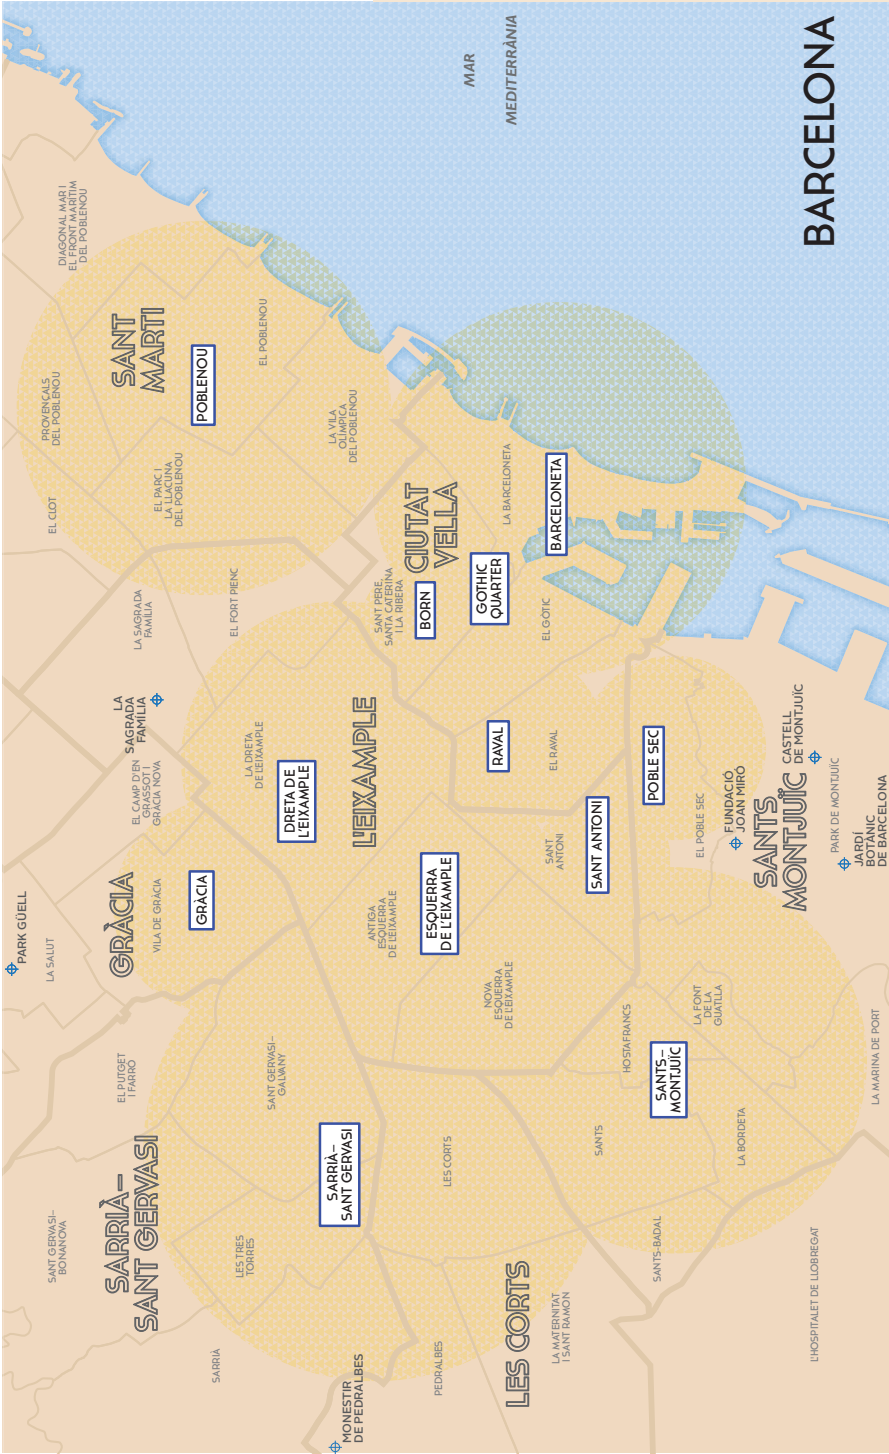 BARCELONA
MAR
MEDITERRÀNIA
SARRIÀ–
SANT GERVASI
SANT GERVASI–
BONANOVA
EL PUTGET
I FARRÓ
SARRIÀ
LES TRES
TORRES
SANT GERVASI–
GALVANY
SARRIÀ–
SANT GERVASI
MONESTIR
DE PEDRALBES
PEDRALBES
LES CORTS
LES CORTS
LA MATERNITAT
I SANT RAMON
PARK GÜELL
LA SALUT
GRÀCIA
VILA DE GRÀCIA
GRÀCIA
EL CAMP D'EN
GRASSOT I
GRÀCIA NOVA
LA
SAGRADA
FAMÍLIA
LA SAGRADA
FAMÍLIA
EL FORT PIENC
LA DRETA
DE L'EIXAMPLE
DRETA DE
L'EIXAMPLE
L'EIXAMPLE
ANTIGA
ESQUERRA
DE L'EIXAMPLE
ESQUERRA
DE L'EIXAMPLE
NOVA
ESQUERRA
DE L'EIXAMPLE
SANT
ANTONI
SANT ANTONI
EL CLOT
PROVENÇALS
DEL POBLENOU
DIAGONAL MAR I
EL FRONT MARÍTIM
DEL POBLENOU
SANT
MARTÍ
EL PARC I
LA LLACUNA
DEL POBLENOU
POBLENOU
EL POBLENOU
LA VILA
OLÍMPICA
DEL POBLENOU
CIUTAT
VELLA
SANT PERE,
SANTA CATERINA
I LA RIBERA
BORN
GOTHIC
QUARTER
LA BARCELONETA
BARCELONETA
EL GÒTIC
RAVAL
EL RAVAL
POBLE SEC
EL POBLE SEC
FUNDACIÓ
JOAN MIRÓ
SANTS
MONTJUÏC
CASTELL
DE MONTJUÏC
PARK DE MONTJUÏC
JARDÍ
BOTÀNIC
DE BARCELONA
HOSTAFRANCS
LA FONT
DE LA
GUATLLA
SANTS–
MONTJUÏC
SANTS
LA BORDETA
SANTS-BADAL
LA MARINA DE PORT
L'HOSPITALET DE LLOBREGAT